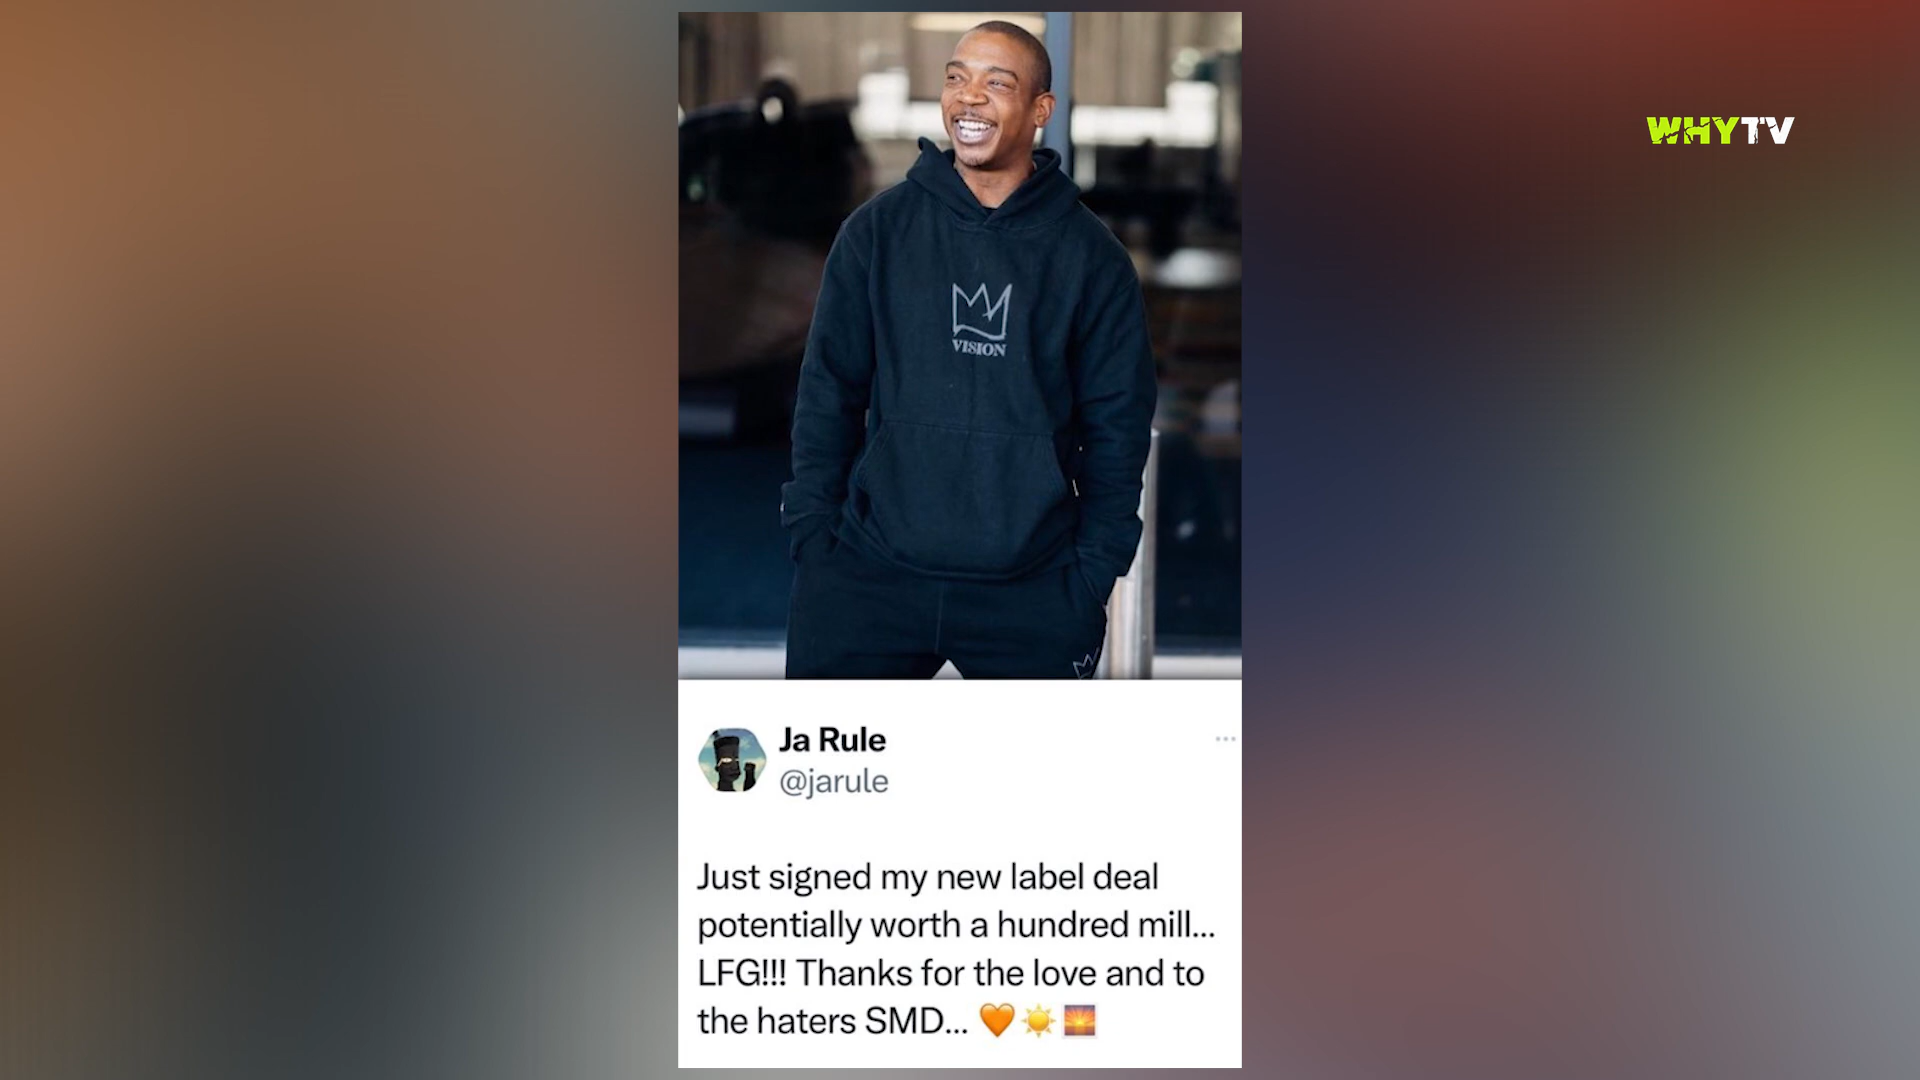 WHYTV
VISION
Ja Rule
@jarule
Just signed my new label deal
potentially worth a hundred mill...
LFG!!! Thanks for the love and to
the haters SMD... 🧡☀️🌅